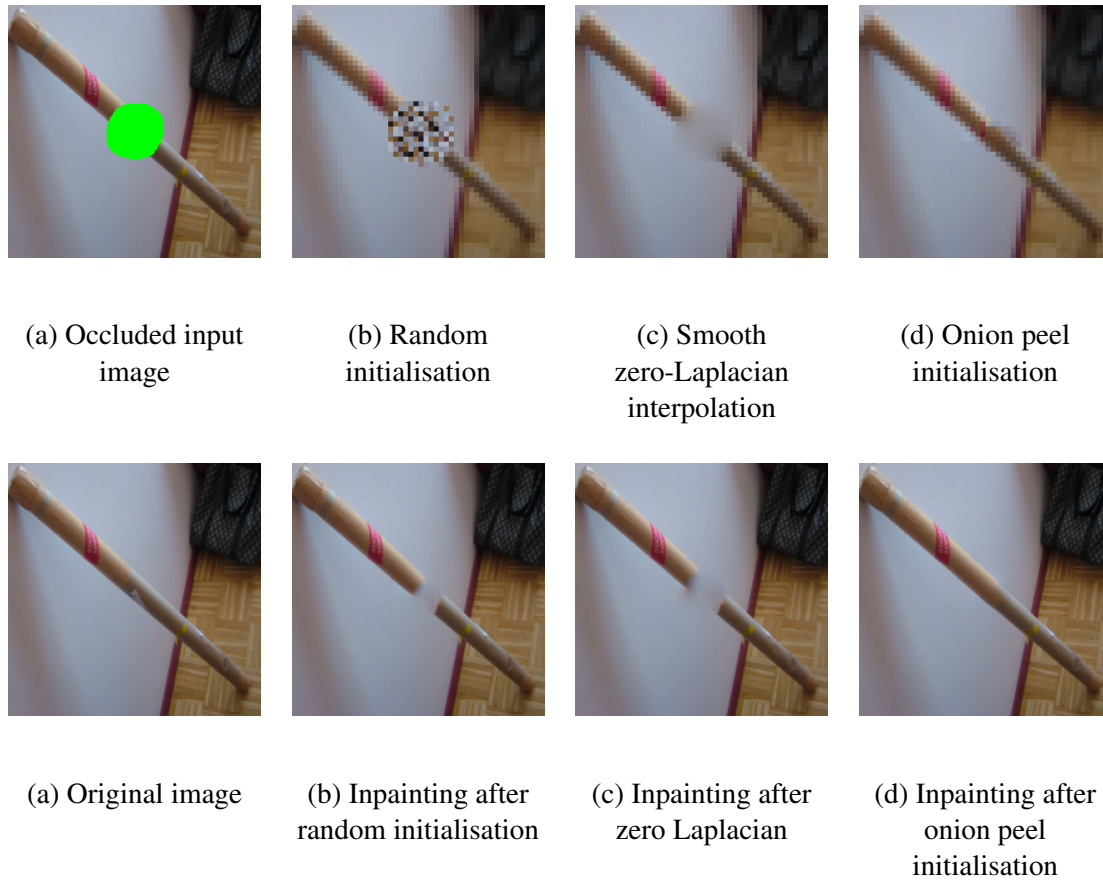 (a) Occluded input
image
(b) Random
initialisation
(c) Smooth
zero-Laplacian
interpolation
(d) Onion peel
initialisation
(a) Original image
(b) Inpainting after
random initialisation
(c) Inpainting after
zero Laplacian
(d) Inpainting after
onion peel
initialisation